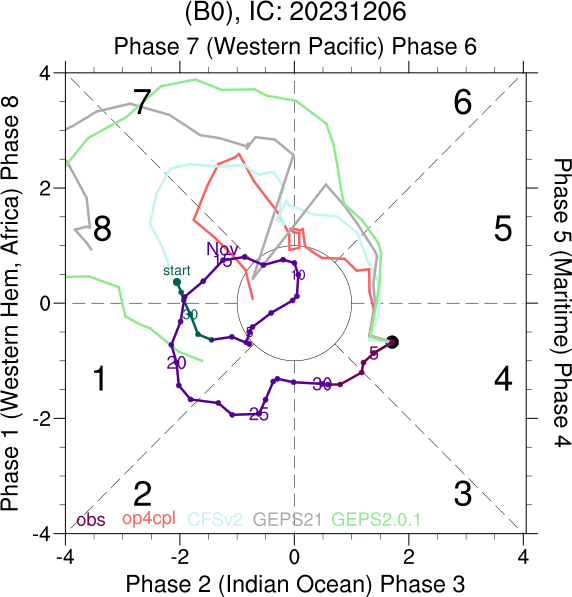 (B0), IC: 20231206
Phase 7 (Western Pacific) Phase 6
4
7
6
2
8
5
Nov
15
start
10
0
30
5
5
20
1
4
30
25
-2
2
3
obs op4cpl CFSv2 GEPS21 GEPS2.0.1
-4
-4 -2 0 2 4
Phase 2 (Indian Ocean) Phase 3
Phase 1 (Western Hem, Africa) Phase 8
Phase 5 (Maritime) Phase 4